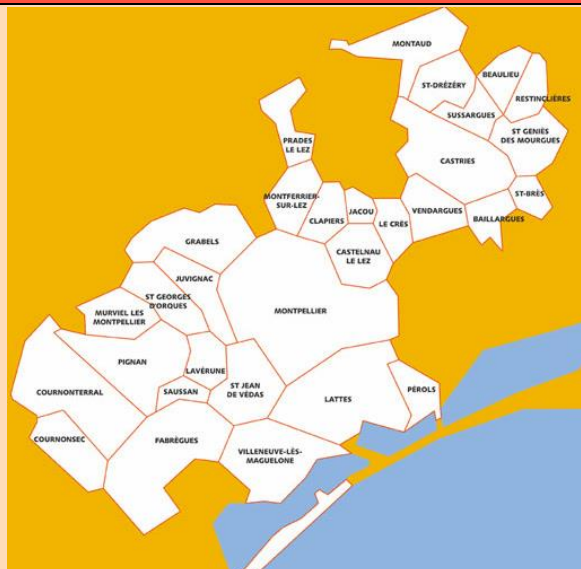 MONTAUD
ST-DRÉZÉRY
BEAULIEU
RESTINCLIÈRES
SUSSARGUES
ST GENIÈS
DES MOURGUES
PRADES
LE LEZ
CASTRIES
ST-BRÈS
MONTFERRIER-
SUR-LEZ
CLAPIERS
JACOU
LE CRÈS
VENDARGUES
BAILLARGUES
GRABELS
CASTELNAU
LE LEZ
JUVIGNAC
ST GEORGES
D'ORQUES
MURVIEL LES
MONTPELLIER
MONTPELLIER
PIGNAN
LAVÉRUNE
COURNONTERRAL
SAUSSAN
ST JEAN
DE VÉDAS
LATTES
PÉROLS
COURNONSEC
FABRÈGUES
VILLENEUVE-LÈS-
MAGUELONE